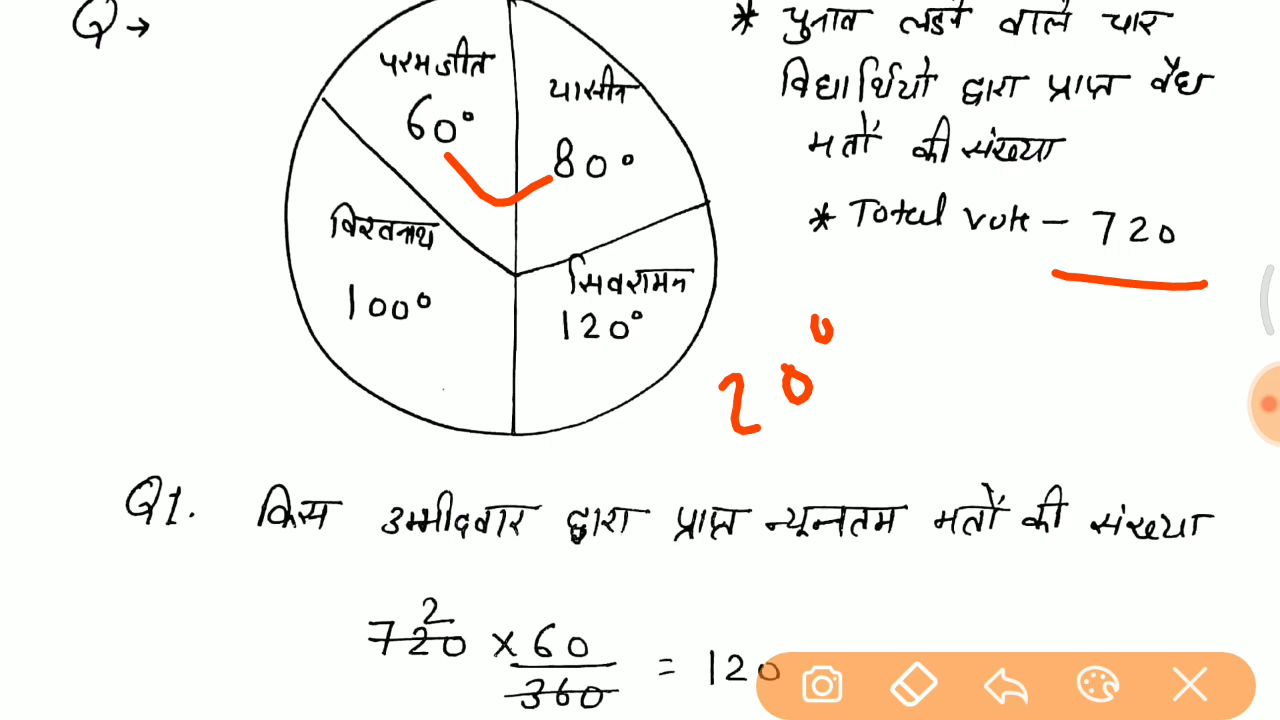 Q →
परमजीत
60°
यासीन
80°
विश्वनाथ
100°
सिवरामन
120°
* चुनाव लडने वाले चार
विद्यार्थियो द्वारा प्राप्त वैध
मतों की संख्या
* Total vote - 720
20°
Q1. किस उम्मीदवार द्वारा प्राप्त न्यूनतम मतों की संख्या
2
720 × 60
360
= 120